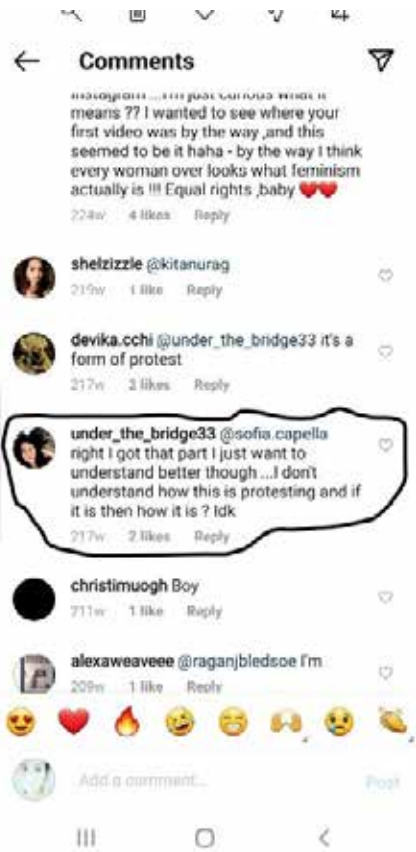 Comments
means ?? I wanted to see where your
first video was by the way ,and this
seemed to be it haha - by the way I think
every woman over looks what feminism
actually is !!! Equal rights ,baby ❤️❤️
224w 4 likes Reply
shelzizzle @kitanurag
219w 1 like Reply
devika.cchi @under_the_bridge33 it's a
form of protest
217w 2 likes Reply
under_the_bridge33 @sofia.capella
right I got that part I just want to
understand better though ...I don't
understand how this is protesting and if
it is then how it is ? Idk
217w 2 likes Reply
christimuogh Boy
211w 1 like Reply
alexaweaveee @raganjbledsoe I'm
209w 1 like Reply
Add a comment... Post